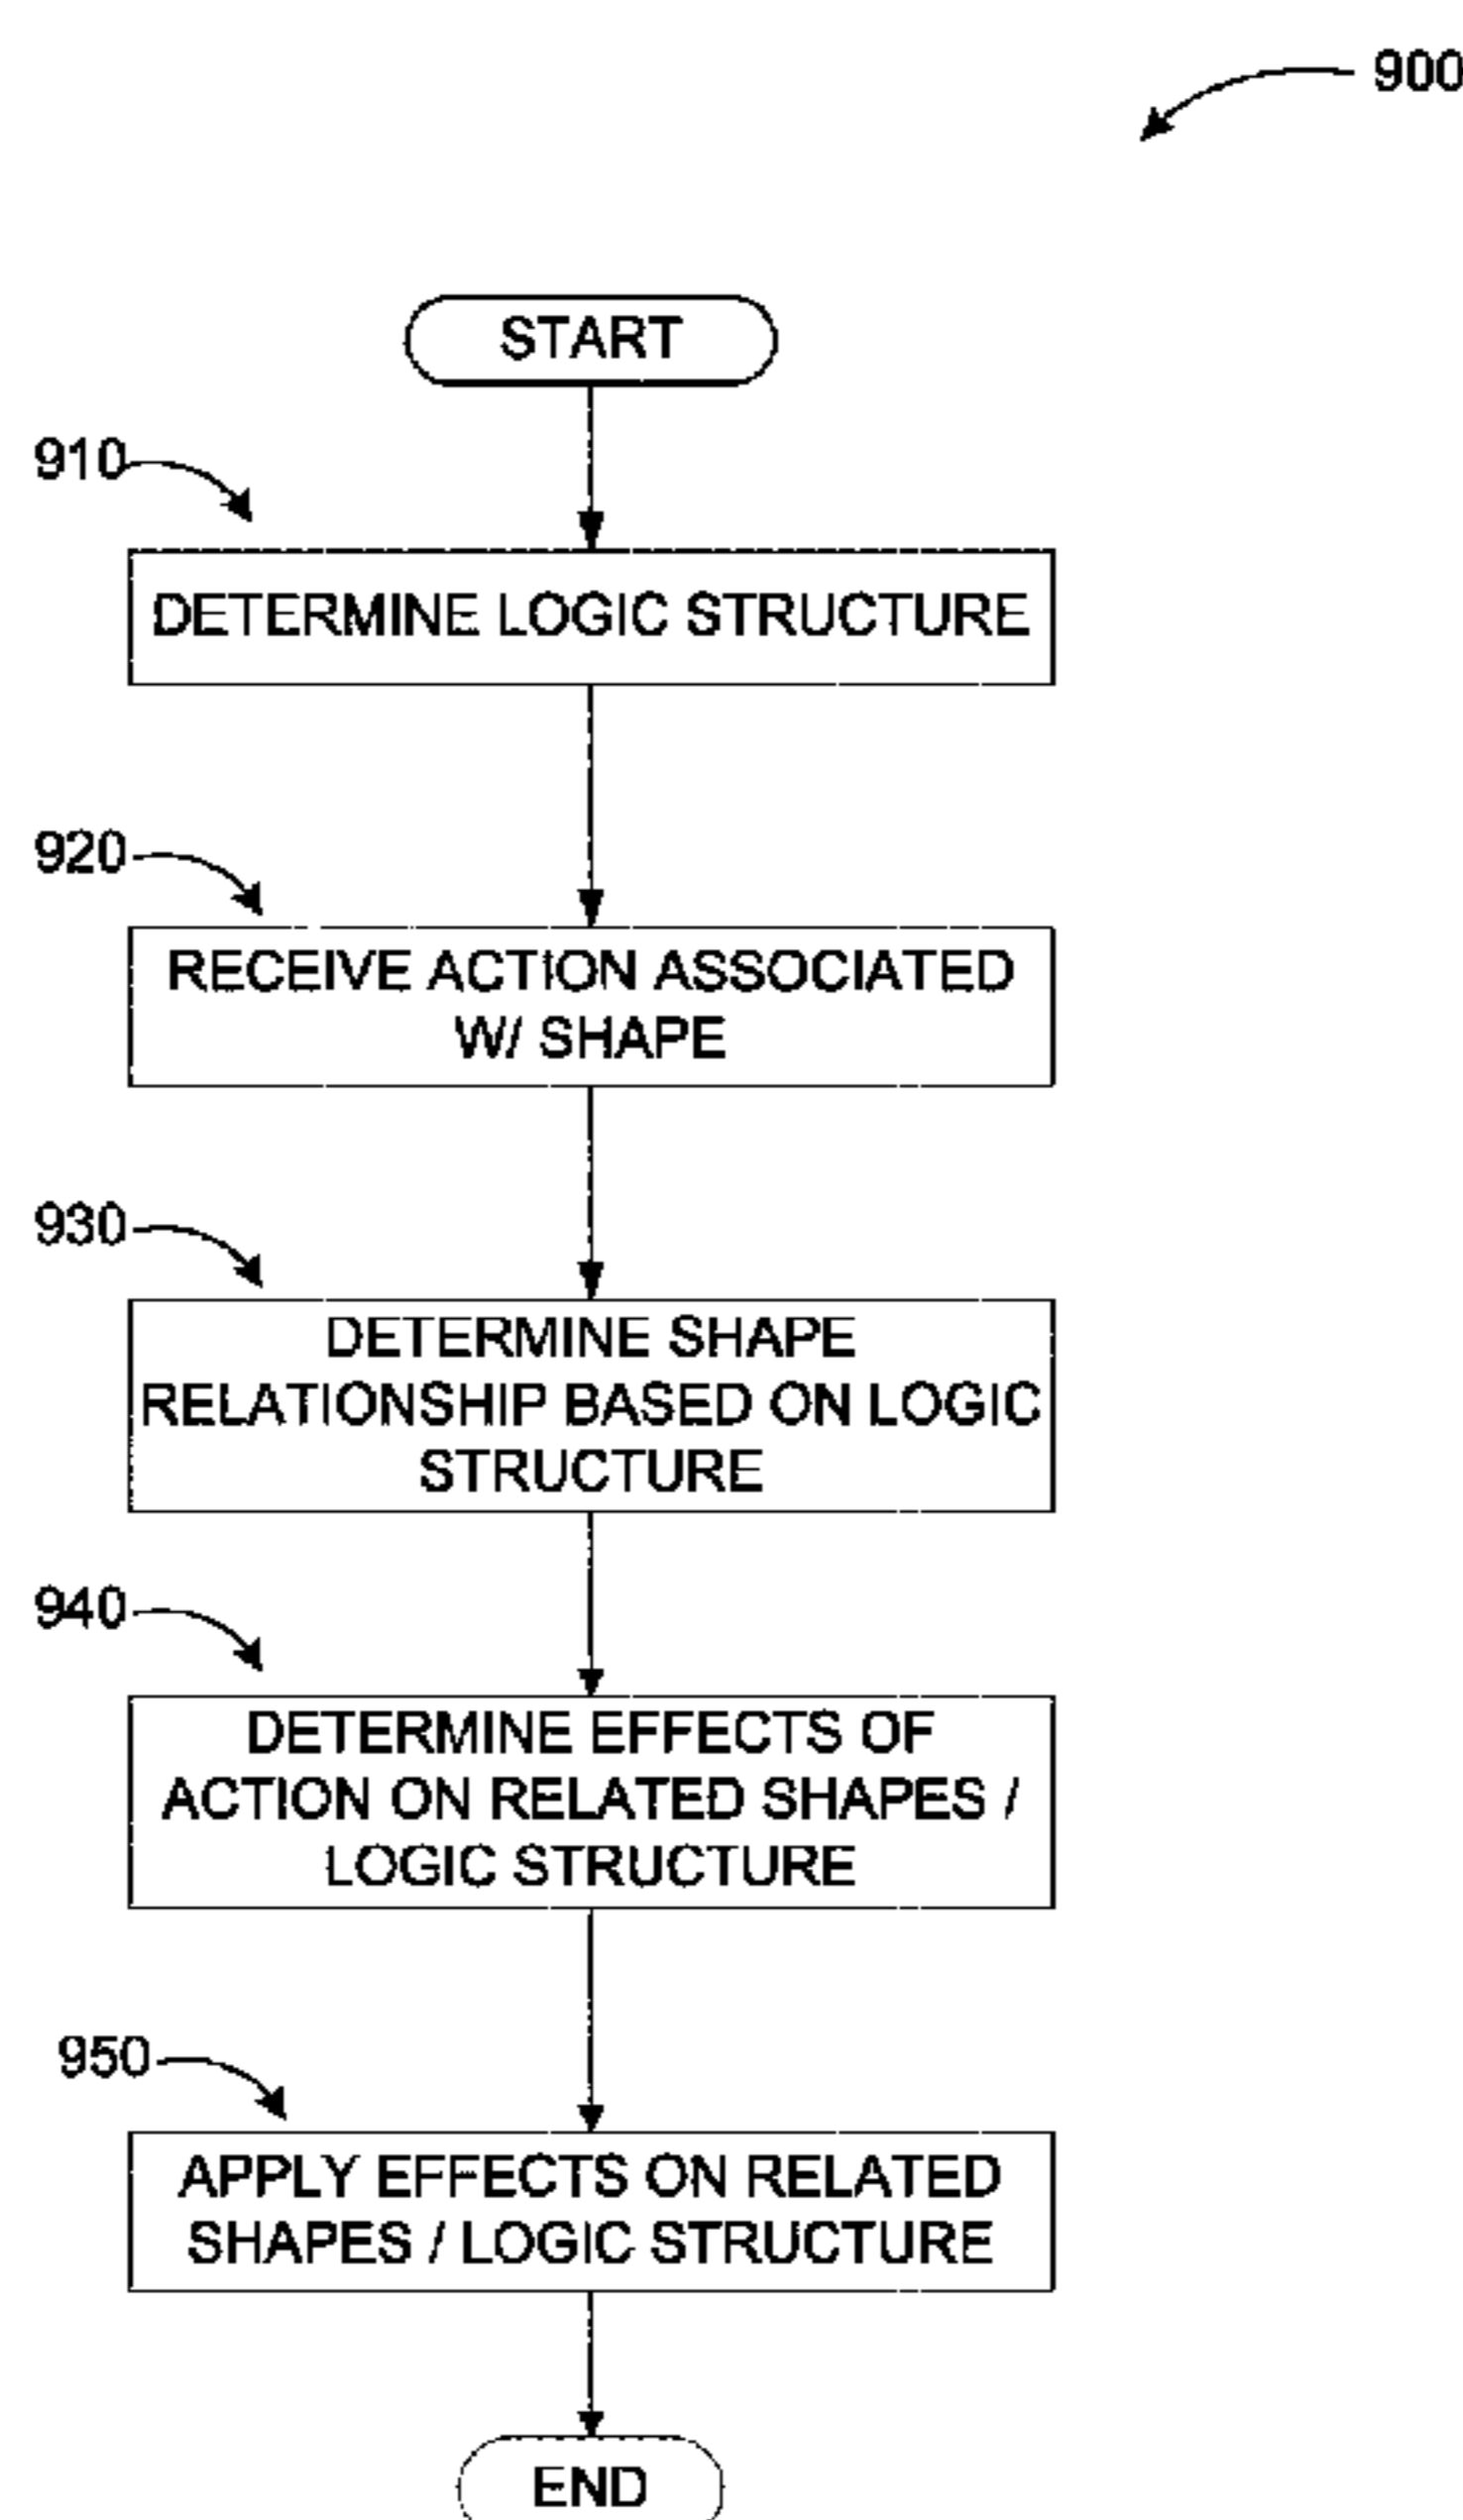 900
START
910
DETERMINE LOGIC STRUCTURE
920
RECEIVE ACTION ASSOCIATED
W/ SHAPE
930
DETERMINE SHAPE
RELATIONSHIP BASED ON LOGIC
STRUCTURE
940
DETERMINE EFFECTS OF
ACTION ON RELATED SHAPES /
LOGIC STRUCTURE
950
APPLY EFFECTS ON RELATED
SHAPES / LOGIC STRUCTURE
END